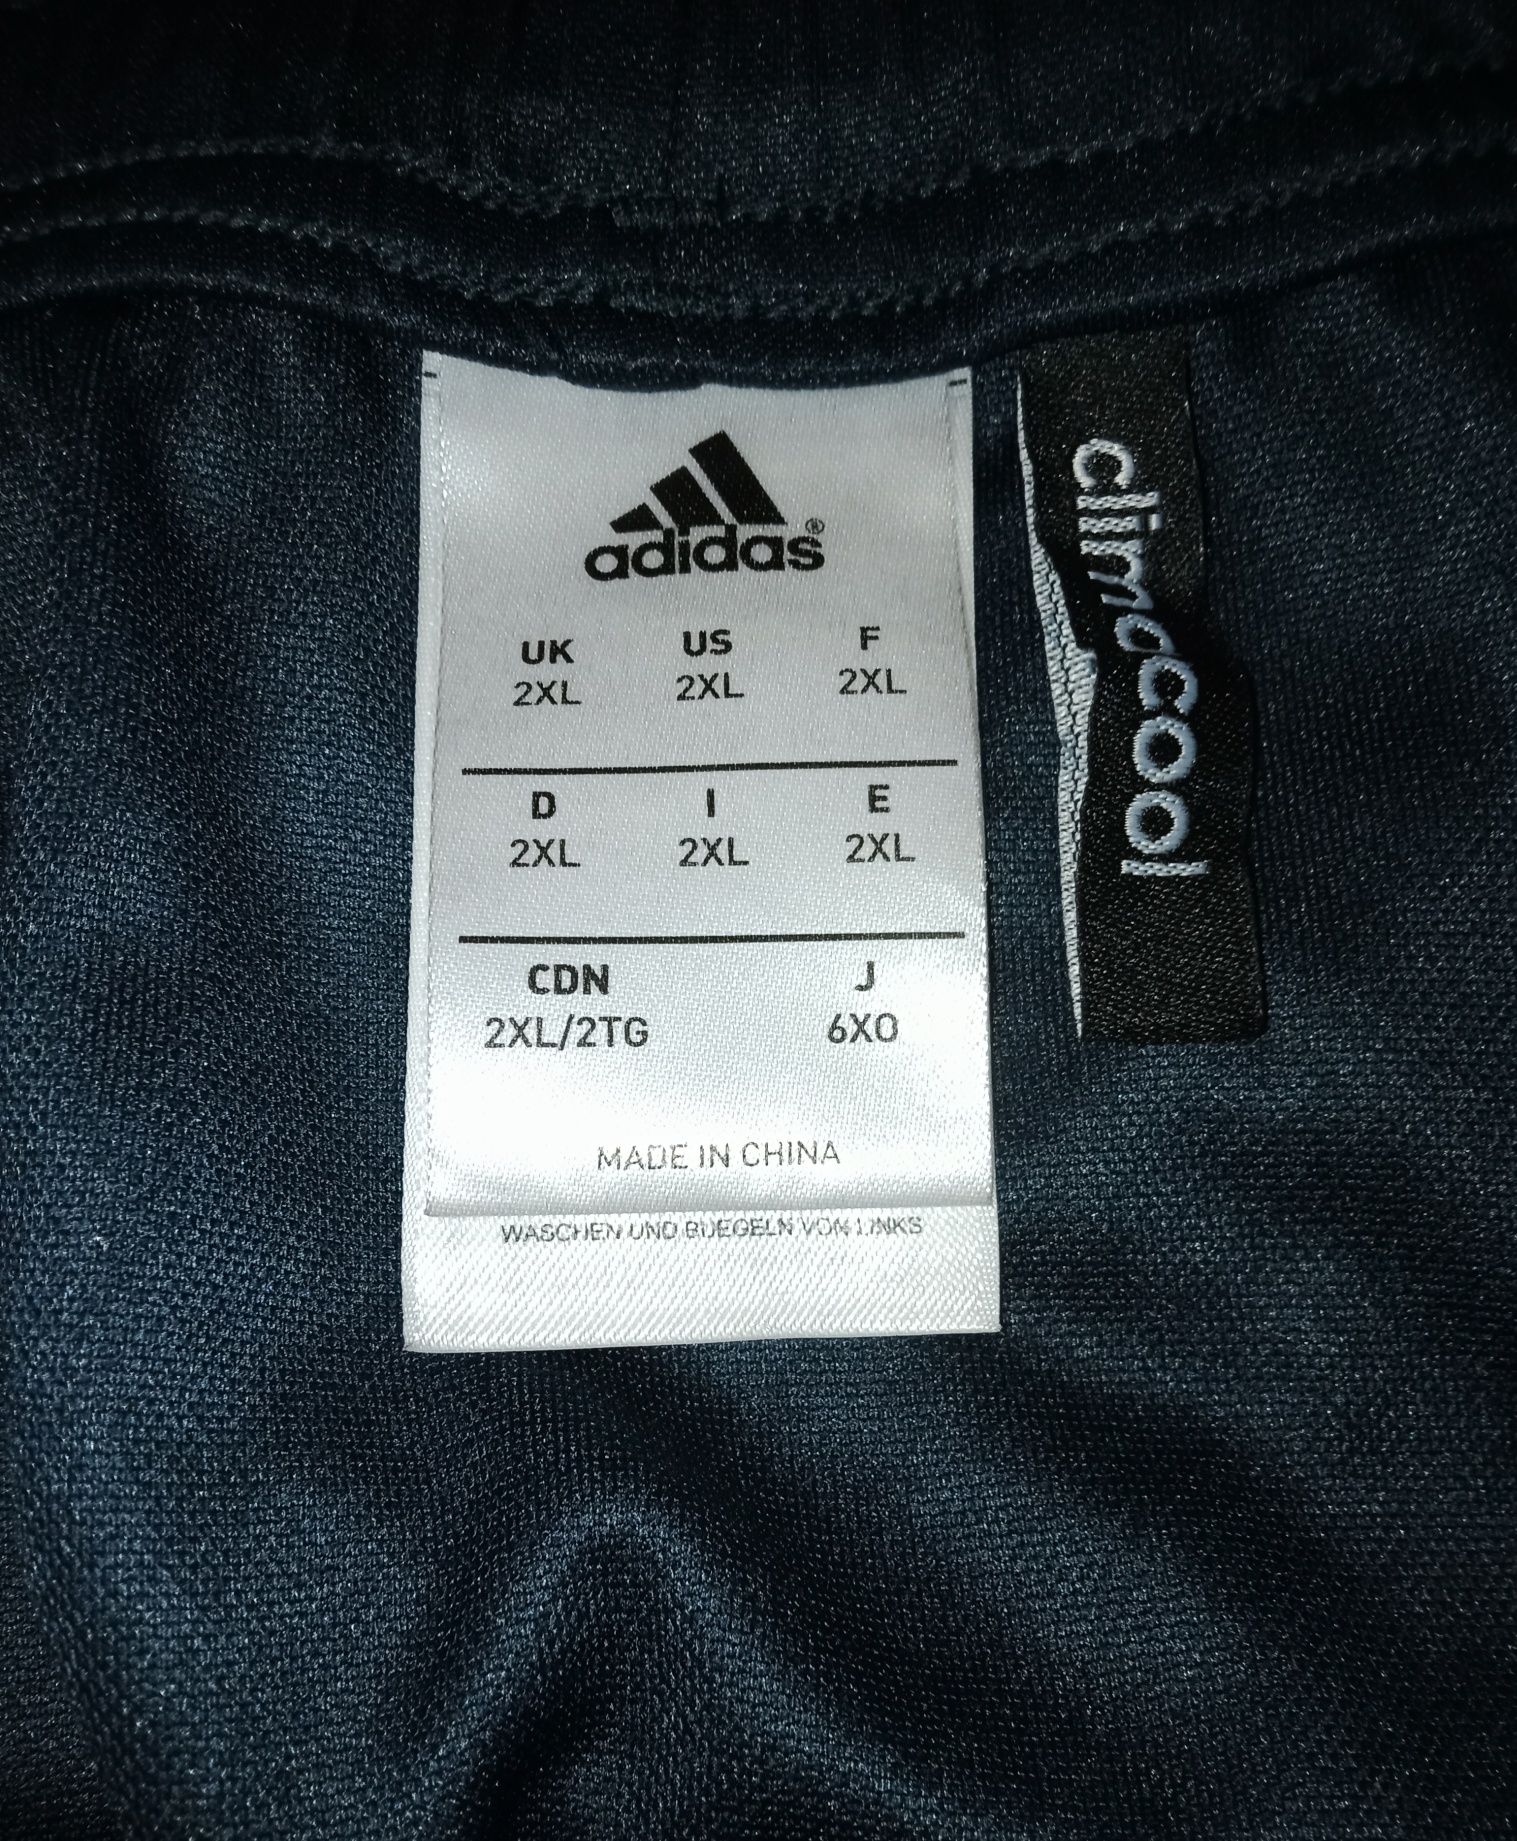 adidas®
UK US F
2XL 2XL 2XL
D I E
2XL 2XL 2XL
CDN J
2XL/2TG 6XO
MADE IN CHINA
WASCHEN UND BUEGELN VON LINKS
climacool